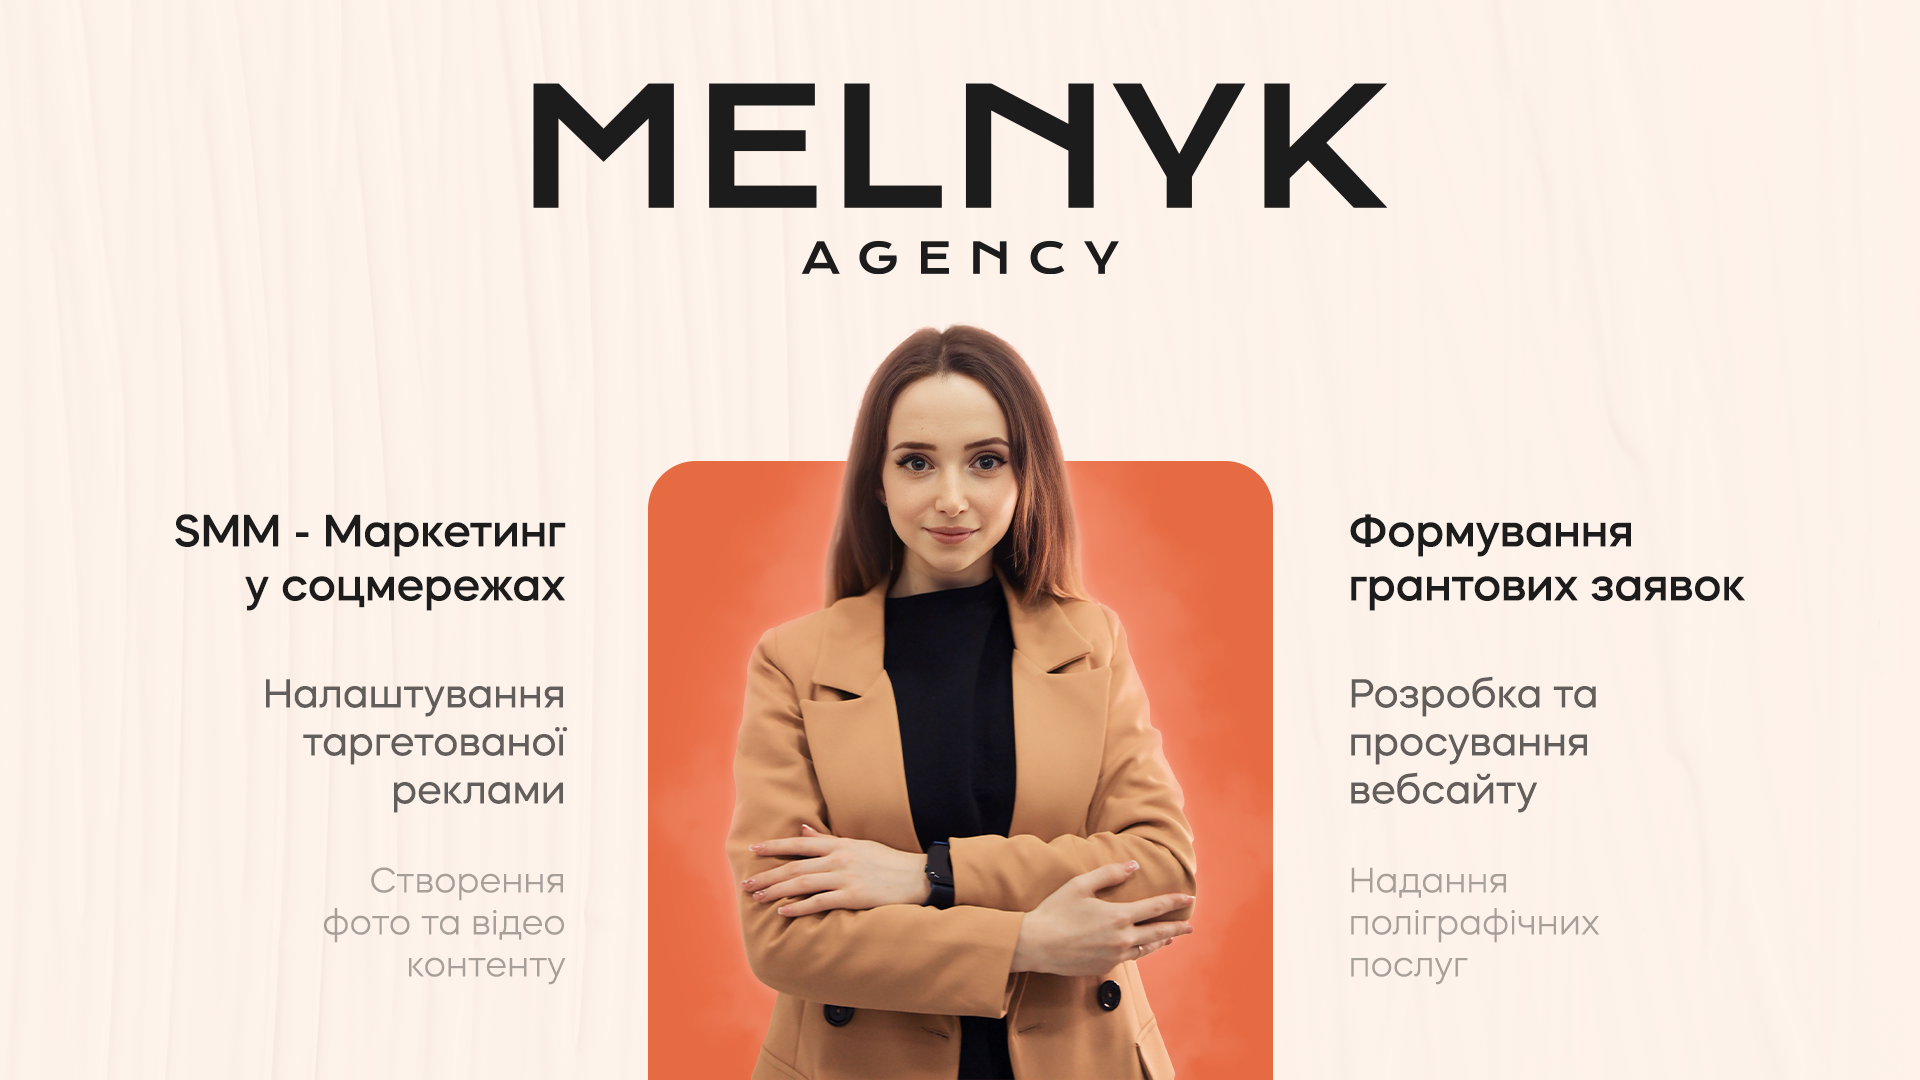 MELNYK
AGENCY
SMM - Маркетинг
у соцмережах
Налаштування
таргетованої
реклами
Створення
фото та відео
контенту
Формування
грантових заявок
Розробка та
просування
вебсайту
Надання
поліграфічних
послуг